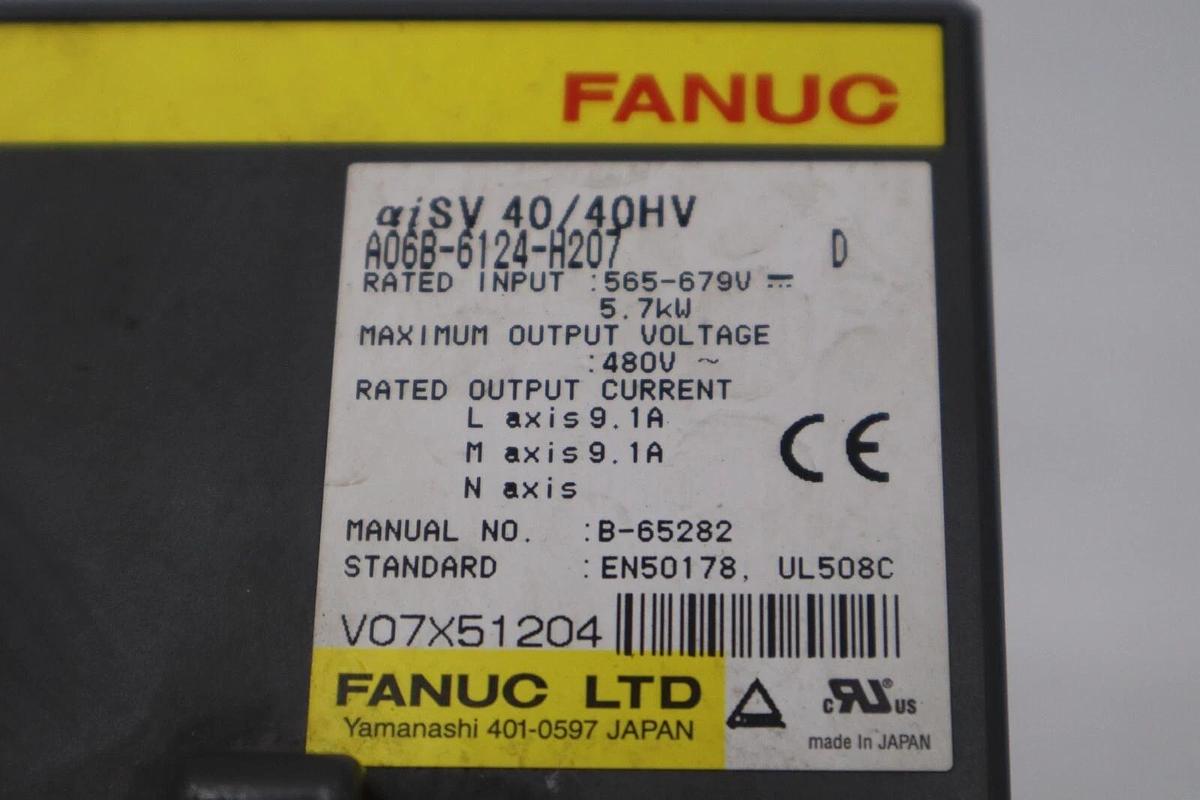 FANUC
αiSV 40/40HV
A06B-6124-H207 D
RATED INPUT :565-679V ⎓
5.7kW
MAXIMUM OUTPUT VOLTAGE
:480V ~
RATED OUTPUT CURRENT
L axis 9.1A
M axis 9.1A
N axis
CE
MANUAL NO. :B-65282
STANDARD :EN50178, UL508C
V07X51204
FANUC LTD
Yamanashi 401-0597 JAPAN
c RU® US
made In JAPAN